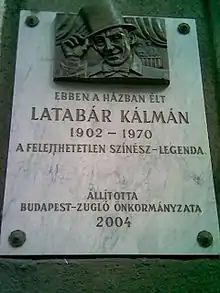 EBBEN A HÁZBAN ÉLT
LATABÁR KÁLMÁN
1902 - 1970
A FELEJTHETETLEN SZÍNÉSZ-LEGENDA
ÁLLÍTOTTA
BUDAPEST-ZUGLÓ ÖNKORMÁNYZATA
2004